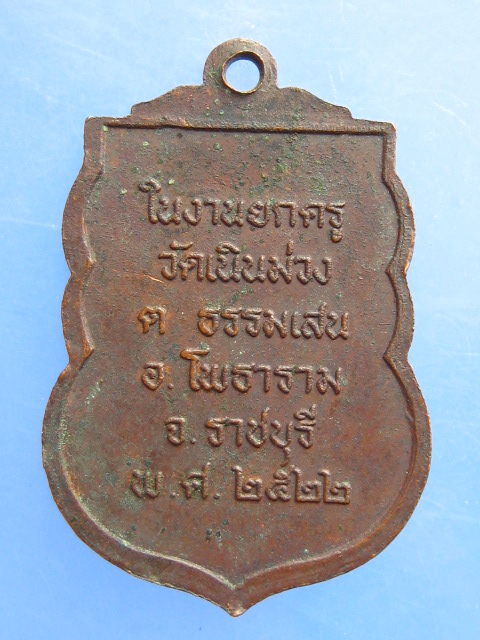 ในงานยกครู
วัดเนินม่วง
ต ธรรมเสน
อ. โพธาราม
จ. ราชบุรี
พ.ศ. ๒๕๒๒